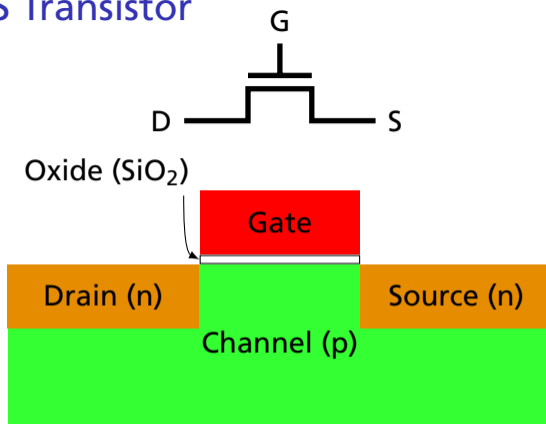 S Transistor
G
D
S
Oxide (SiO₂)
Gate
Drain (n)
Source (n)
Channel (p)